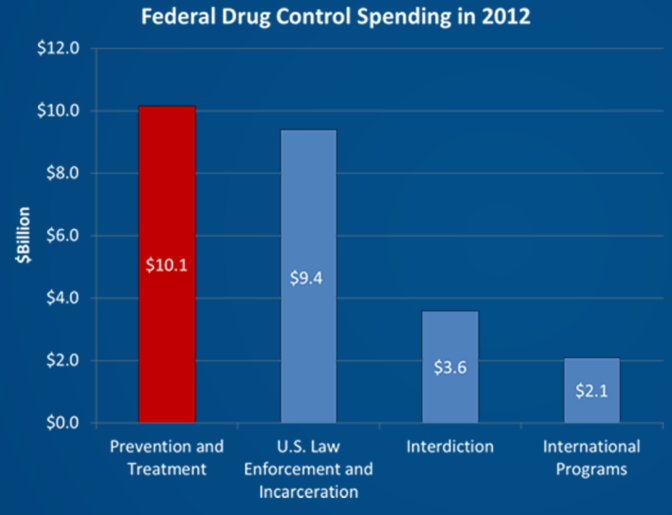 Federal Drug Control Spending in 2012
$Billion
$12.0
$10.0
$8.0
$6.0
$4.0
$2.0
$0.0
$10.1
$9.4
$3.6
$2.1
Prevention and
Treatment
U.S. Law
Enforcement and
Incarceration
Interdiction
International
Programs